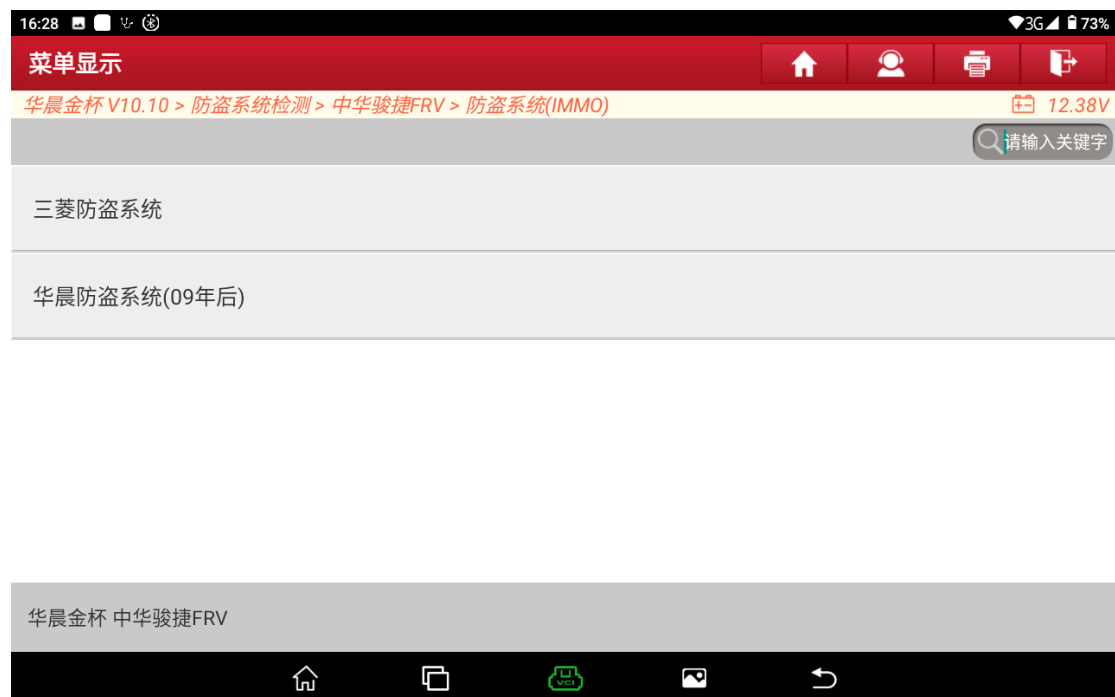 16:28 3G 73%
菜单显示
华晨金杯 V10.10 > 防盗系统检测 > 中华骏捷FRV > 防盗系统(IMMO) 12.38V
请输入关键字
三菱防盗系统
华晨防盗系统(09年后)
华晨金杯 中华骏捷FRV
VCI